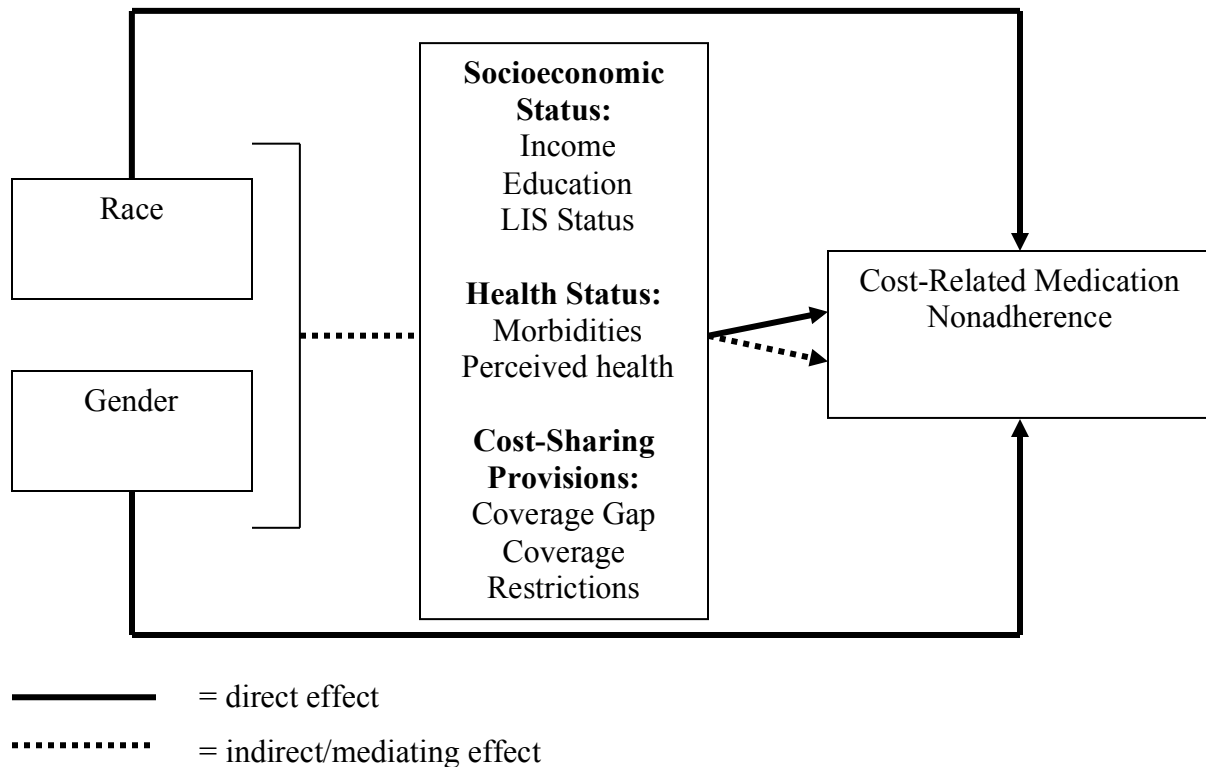 Race
Gender
Socioeconomic
Status:
Income
Education
LIS Status
Health Status:
Morbidities
Perceived health
Cost-Sharing
Provisions:
Coverage Gap
Coverage
Restrictions
Cost-Related Medication
Nonadherence
= direct effect
= indirect/mediating effect